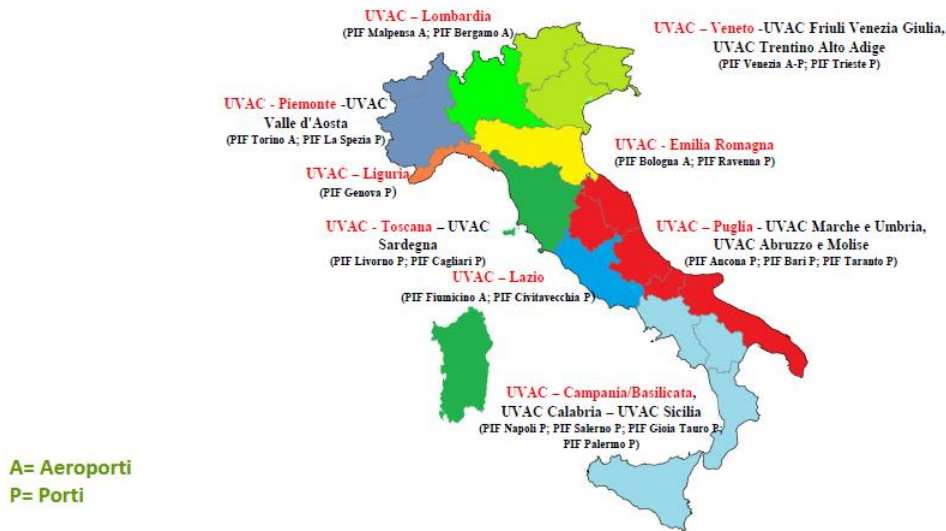 UVAC – Lombardia
(PIF Malpensa A; PIF Bergamo A)
UVAC – Veneto -UVAC Friuli Venezia Giulia,
UVAC Trentino Alto Adige
(PIF Venezia A-P; PIF Trieste P)
UVAC - Piemonte -UVAC
Valle d'Aosta
(PIF Torino A; PIF La Spezia P)
UVAC - Emilia Romagna
(PIF Bologna A; PIF Ravenna P)
UVAC – Liguria
(PIF Genova P)
UVAC - Toscana – UVAC
Sardegna
(PIF Livorno P; PIF Cagliari P)
UVAC – Puglia - UVAC Marche e Umbria,
UVAC Abruzzo e Molise
(PIF Ancona P; PIF Bari P; PIF Taranto P)
UVAC – Lazio
(PIF Fiumicino A; PIF Civitavecchia P)
UVAC – Campania/Basilicata,
UVAC Calabria – UVAC Sicilia
(PIF Napoli P; PIF Salerno P; PIF Gioia Tauro P;
PIF Palermo P)
A= Aeroporti
P= Porti